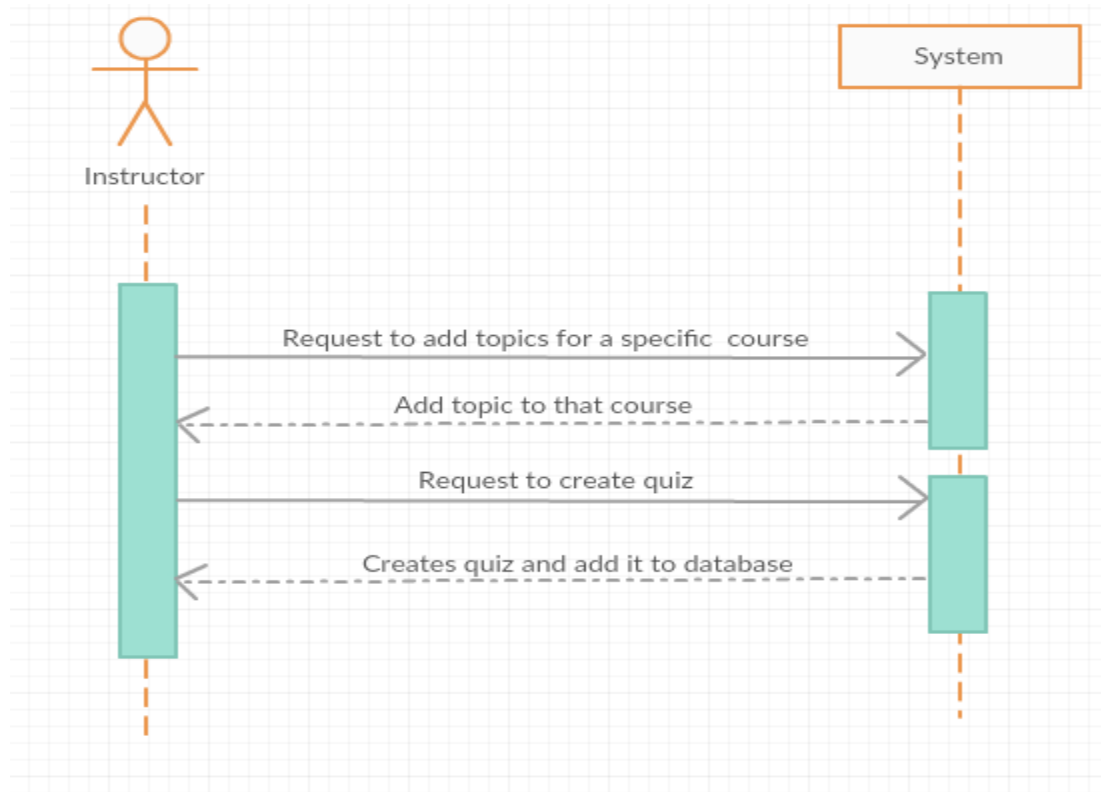 System
Instructor
Request to add topics for a specific  course
Add topic to that course
Request to create quiz
Creates quiz and add it to database